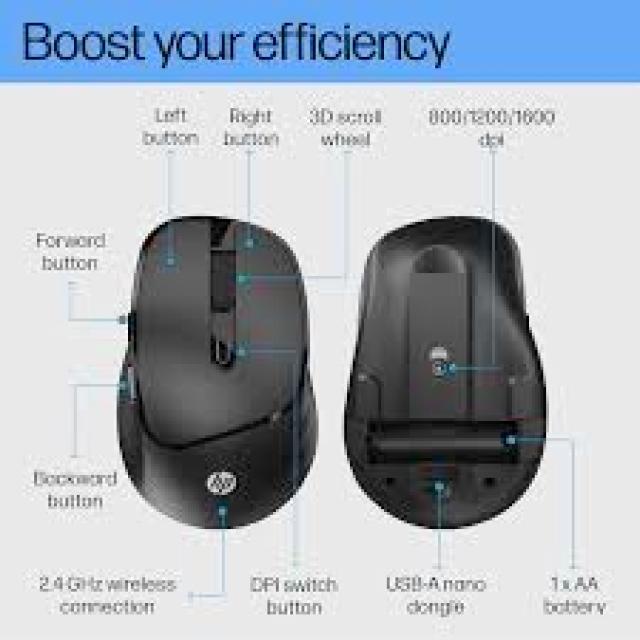 Boost your efficiency
Left
button
Right
button
3D scroll
wheel
800/1200/1600
dpi
Forward
button
Backward
button
hp
2.4 GHz wireless
connection
DPI switch
button
USB-A nano
dongle
1 x AA
battery